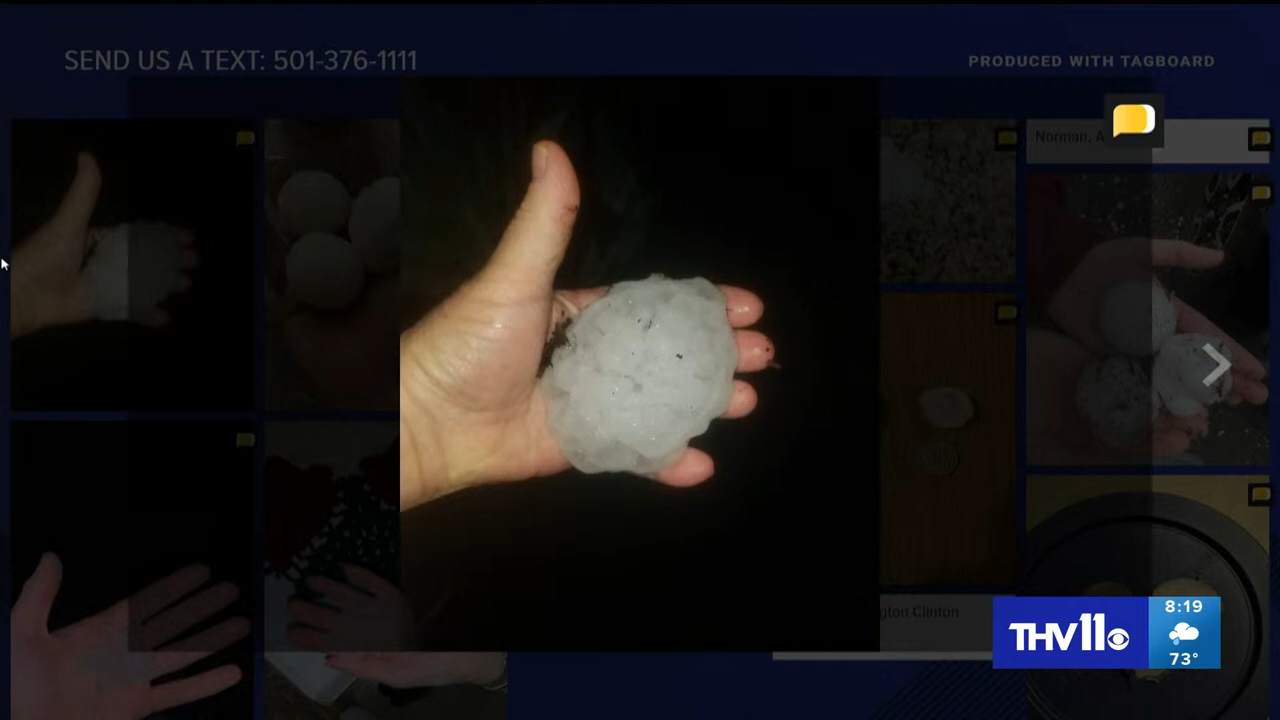 SEND US A TEXT: 501-376-1111
PRODUCED WITH TAGBOARD
Norman, A
gton Clinton
THV11
8:19
73°